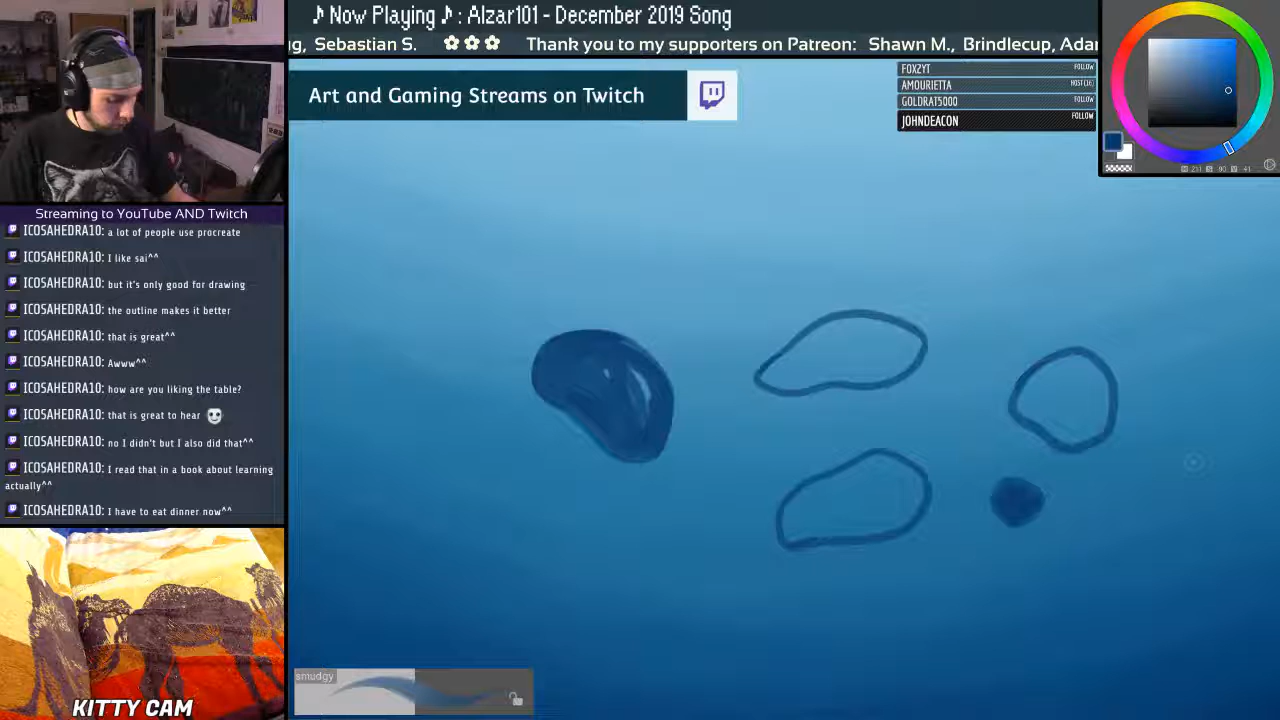 ♪ Now Playing ♪ : Alzar101 - December 2019 Song
ug, Sebastian S. ✿ ✿ ✿ Thank you to my supporters on Patreon: Shawn M., Brindlecup, Adar
Art and Gaming Streams on Twitch
FOXZYT FOLLOW
AMOURIETTA HOST (16)
GOLDRAT5000 FOLLOW
JOHNDEACON FOLLOW
Streaming to YouTube AND Twitch
ICOSAHEDRA10: a lot of people use procreate
ICOSAHEDRA10: I like sai^^
ICOSAHEDRA10: but it's only good for drawing
ICOSAHEDRA10: the outline makes it better
ICOSAHEDRA10: that is great^^
ICOSAHEDRA10: Awww^^
ICOSAHEDRA10: how are you liking the table?
ICOSAHEDRA10: that is great to hear
ICOSAHEDRA10: no I didn't but I also did that^^
ICOSAHEDRA10: I read that in a book about learning
actually^^
ICOSAHEDRA10: I have to eat dinner now^^
smudgy
KITTY CAM